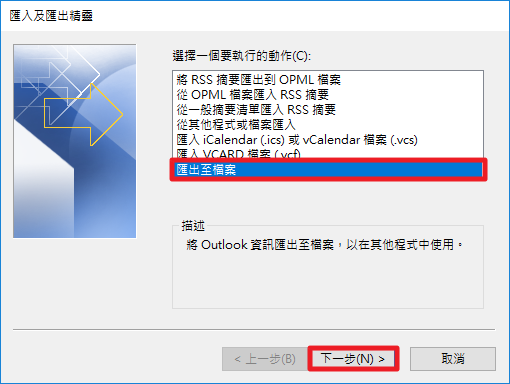 匯入及匯出精靈
選擇一個要執行的動作(C):
將 RSS 摘要匯出到 OPML 檔案
從 OPML 檔案匯入 RSS 摘要
從一般摘要清單匯入 RSS 摘要
從其他程式或檔案匯入
匯入 iCalendar (.ics) 或 vCalendar 檔案 (.vcs)
匯入 VCARD 檔案 (.vcf)
匯出至檔案
描述
將 Outlook 資訊匯出至檔案，以在其他程式中使用。
< 上一步(B)
下一步(N) >
取消